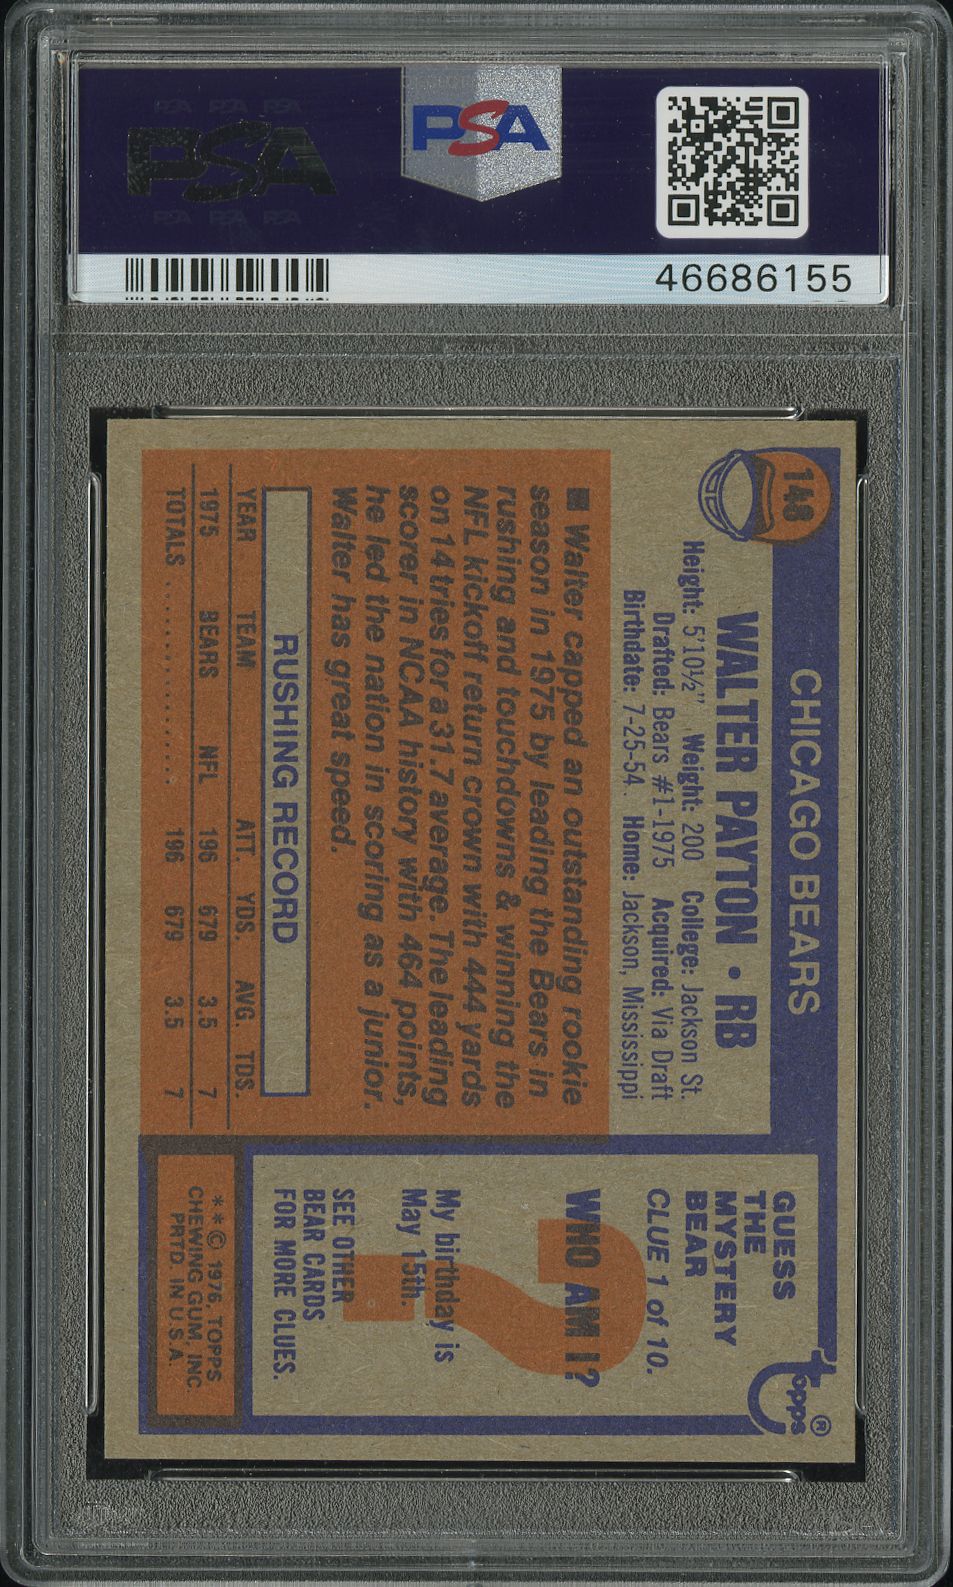 PSA PSA PSA
PSA
PSA PSA PSA
PSA
46686155
148
CHICAGO BEARS
WALTER PAYTON • RB
Height: 5'10½" Weight: 200 College: Jackson St.
Drafted: Bears #1-1975 Acquired: Via Draft
Birthdate: 7-25-54 Home: Jackson, Mississippi
■ Walter capped an outstanding rookie
season in 1975 by leading the Bears in
rushing and touchdowns & winning the
NFL kickoff return crown with 444 yards
on 14 tries for a 31.7 average. The leading
scorer in NCAA history with 464 points,
he led the nation in scoring as a junior.
Walter has great speed.
RUSHING RECORD
YEAR TEAM ATT. YDS. AVG. TDS.
1975 BEARS NFL 196 679 3.5 7
TOTALS .................. 196 679 3.5 7
topps®
GUESS
THE
MYSTERY
BEAR
CLUE 1 of 10.
?
WHO AM I?
My birthday is
May 15th.
SEE OTHER
BEAR CARDS
FOR MORE CLUES.
**© 1976, TOPPS
CHEWING GUM, INC.
PRTD. IN U.S.A.